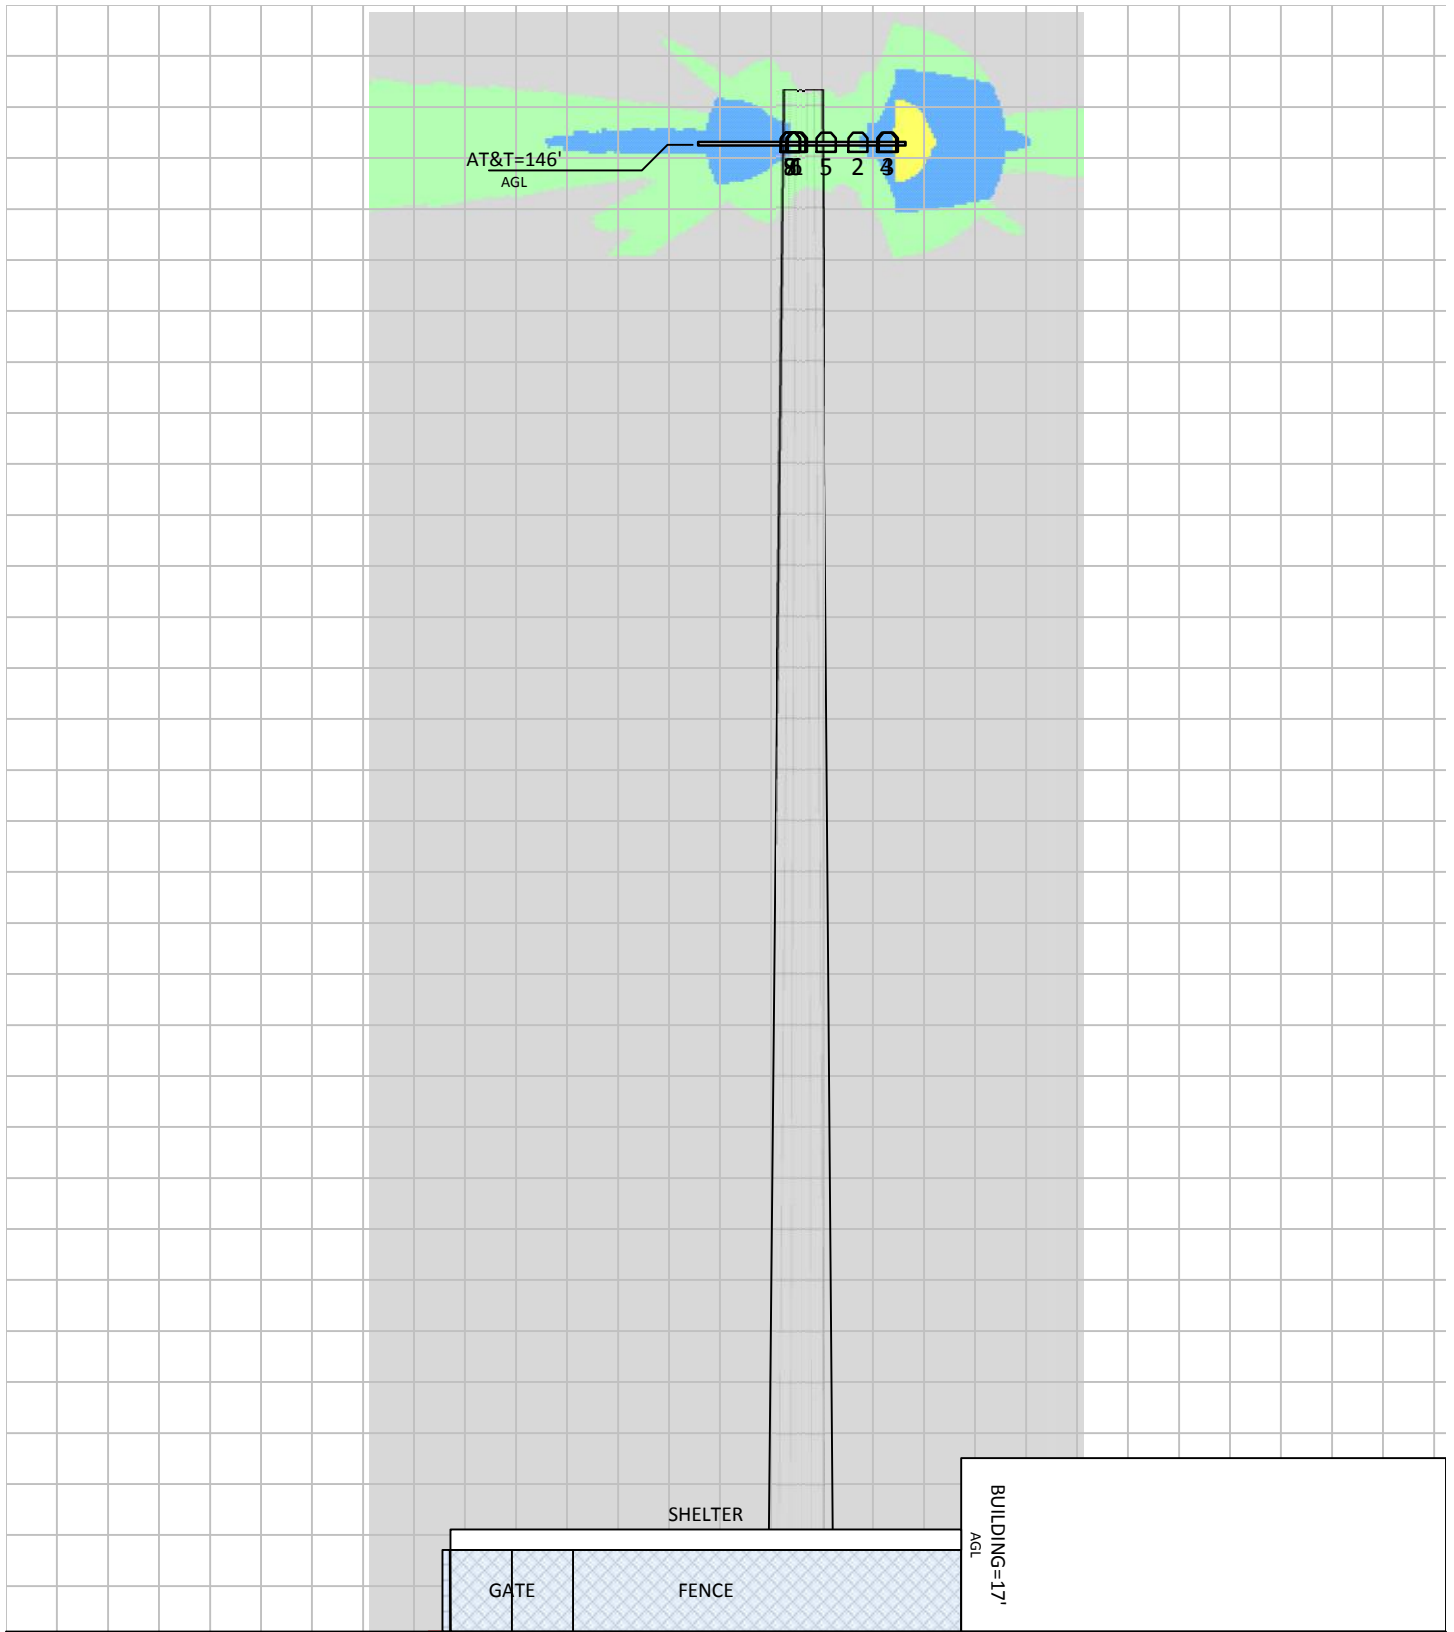 AT&T=146'
AGL
5 2
SHELTER
GATE FENCE
BUILDING=17'
AGL